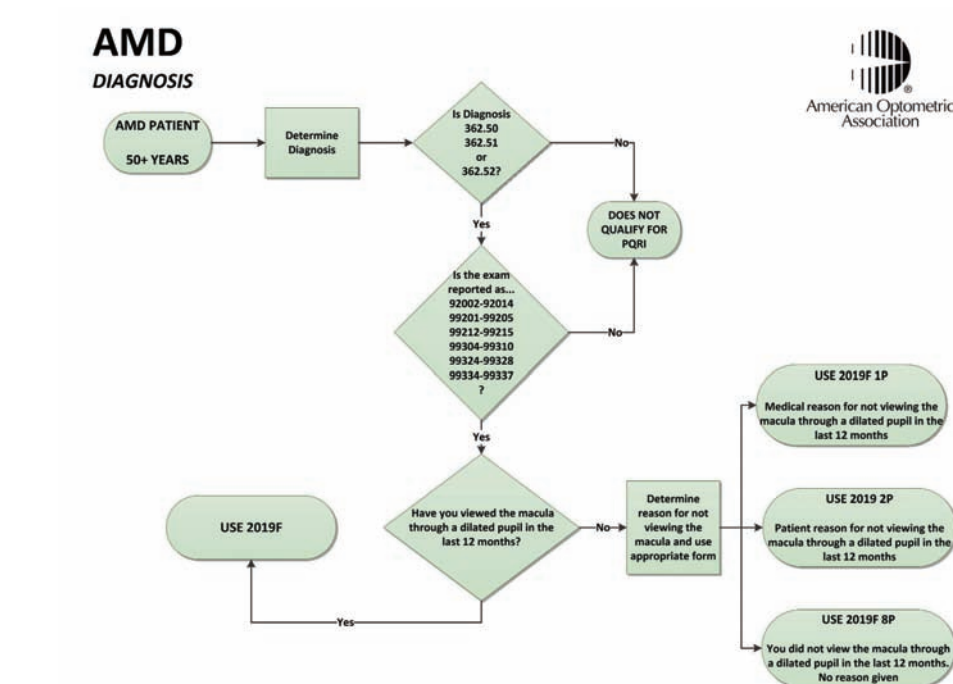 AMD
DIAGNOSIS
®
American Optometric
Association
AMD PATIENT
50+ YEARS
Determine
Diagnosis
Is Diagnosis
362.50
362.51
or
362.52?
No
DOES NOT
QUALIFY FOR
PQRI
Yes
Is the exam
reported as...
92002-92014
99201-99205
99212-99215
99304-99310
99324-99328
99334-99337
?
No
Yes
Have you viewed the macula
through a dilated pupil in the
last 12 months?
Yes
USE 2019F
No
Determine
reason for not
viewing the
macula and use
appropriate form
USE 2019F 1P
Medical reason for not viewing the
macula through a dilated pupil in the
last 12 months
USE 2019 2P
Patient reason for not viewing the
macula through a dilated pupil in the
last 12 months
USE 2019F 8P
You did not view the macula through
a dilated pupil in the last 12 months.
No reason given